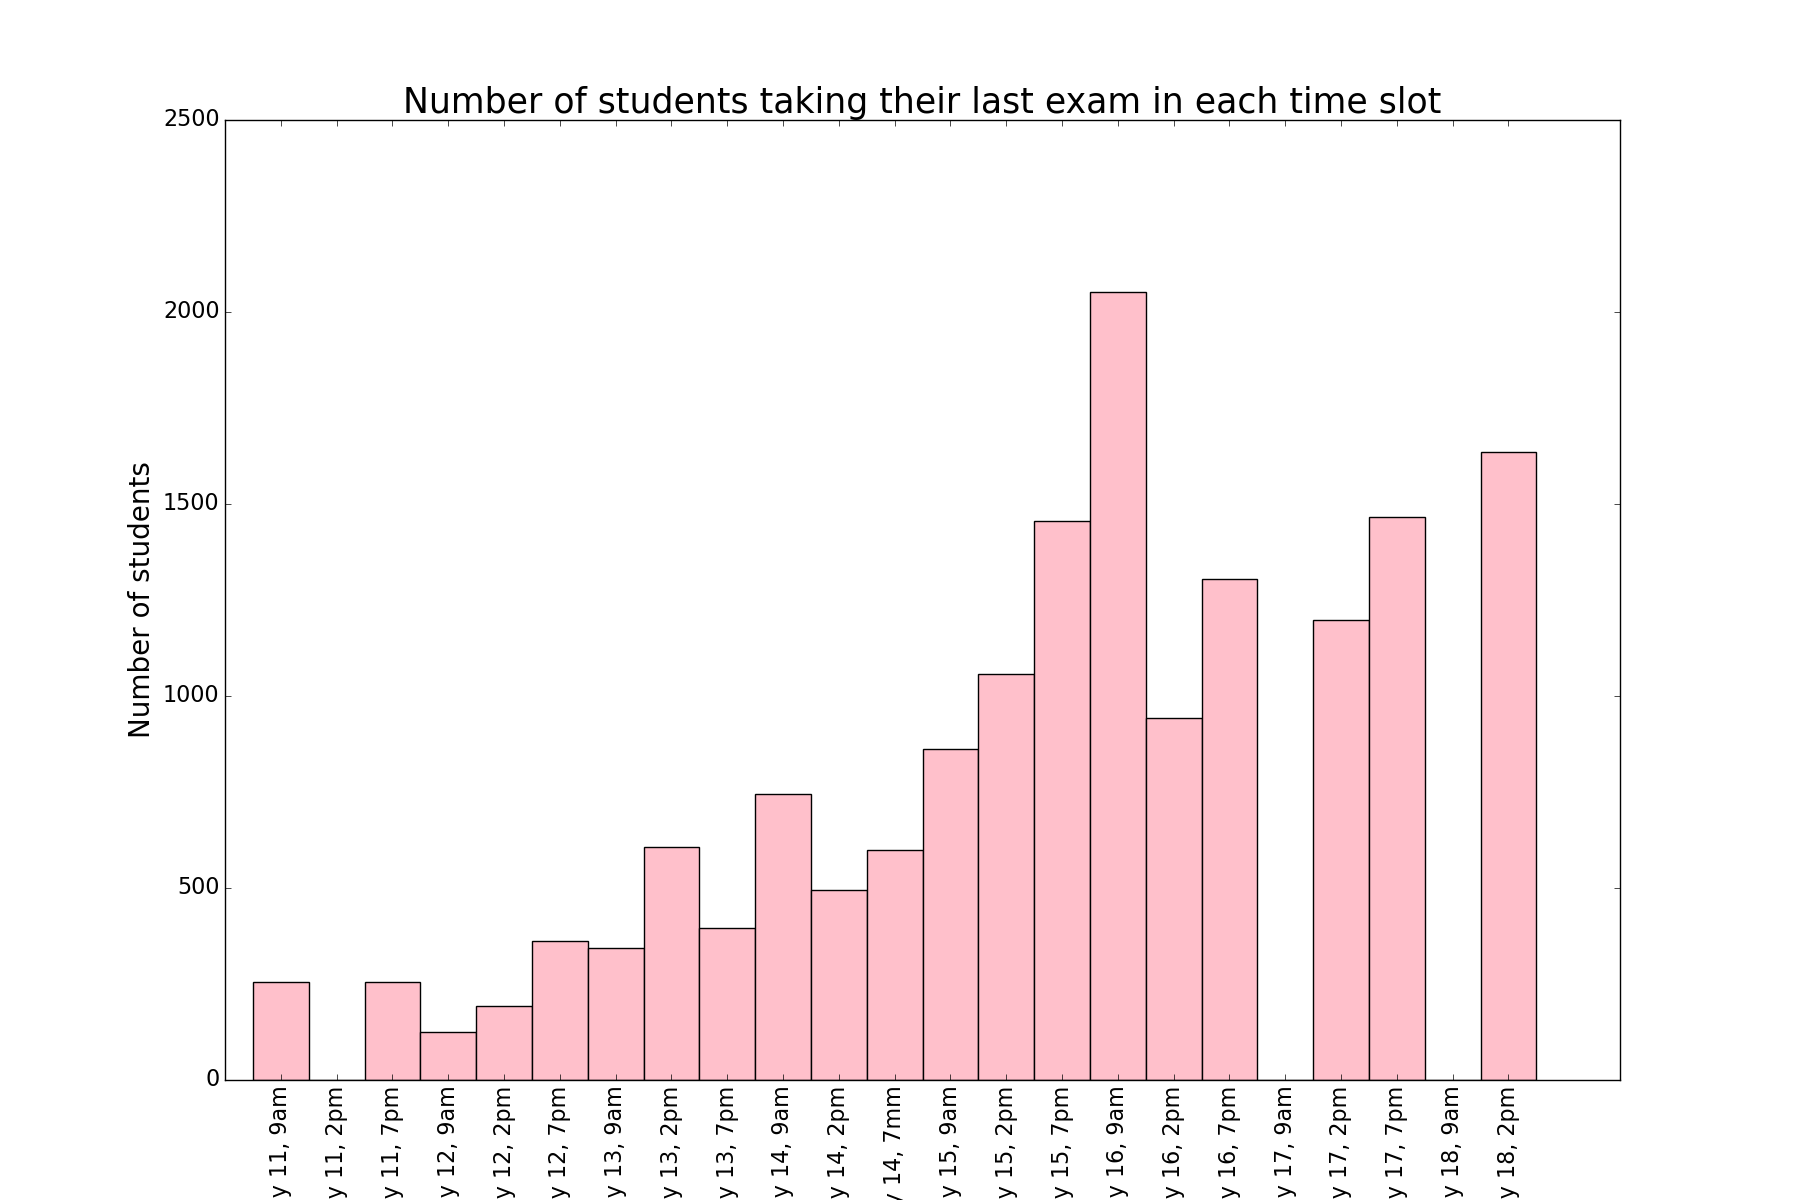 Number of students taking their last exam in each time slot
Number of students
2500
2000
1500
1000
500
0
y 11, 9am
y 11, 2pm
y 11, 7pm
y 12, 9am
y 12, 2pm
y 12, 7pm
y 13, 9am
y 13, 2pm
y 13, 7pm
y 14, 9am
y 14, 2pm
y 14, 7mm
y 15, 9am
y 15, 2pm
y 15, 7pm
y 16, 9am
y 16, 2pm
y 16, 7pm
y 17, 9am
y 17, 2pm
y 17, 7pm
y 18, 9am
y 18, 2pm